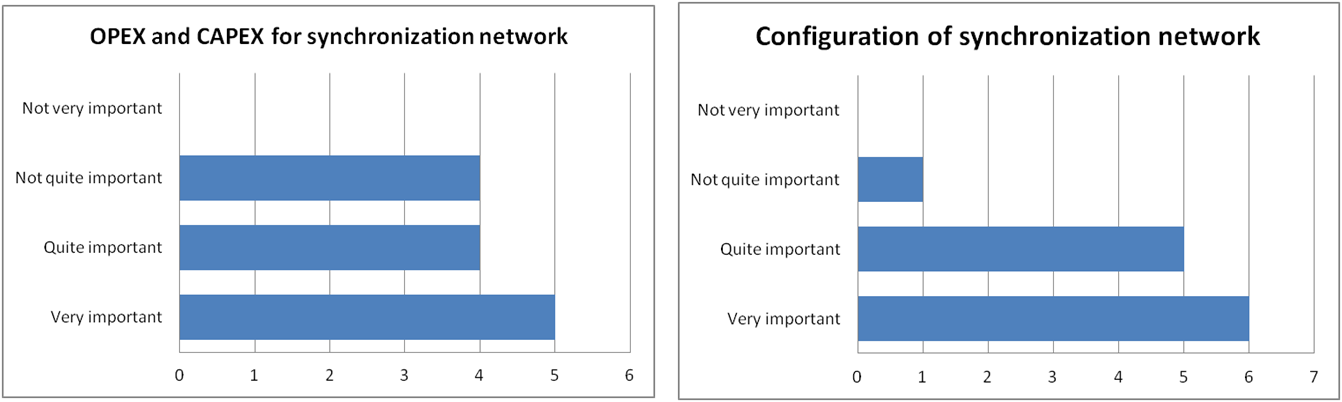 OPEX and CAPEX for synchronization network
Not very important
Not quite important
Quite important
Very important
0 1 2 3 4 5 6
Configuration of synchronization network
Not very important
Not quite important
Quite important
Very important
0 1 2 3 4 5 6 7